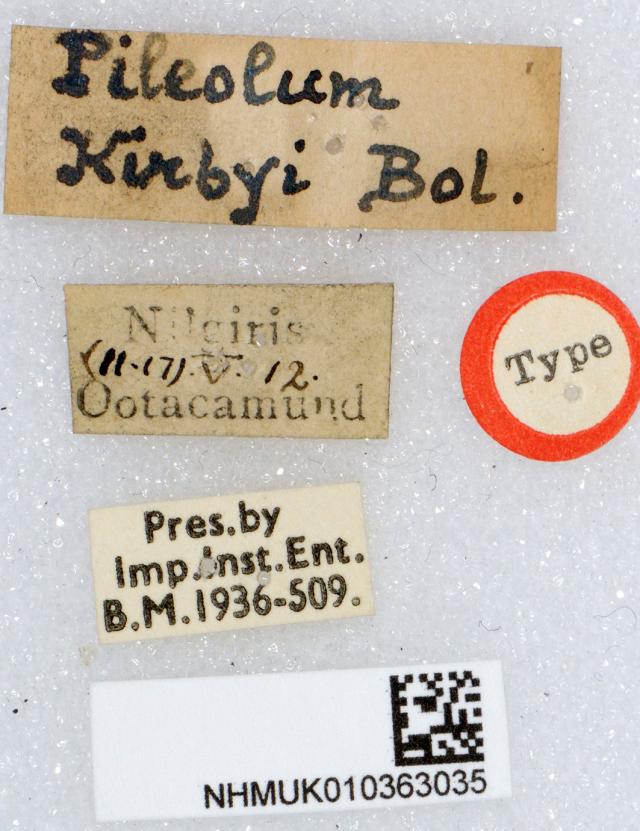 Pileolum
Kirbyi Bol.
Nilgiris
(11-17). V. 12.
Ootacamund
Type
Pres.by
Imp.Inst.Ent.
B.M.1936-509.
NHMUK010363035